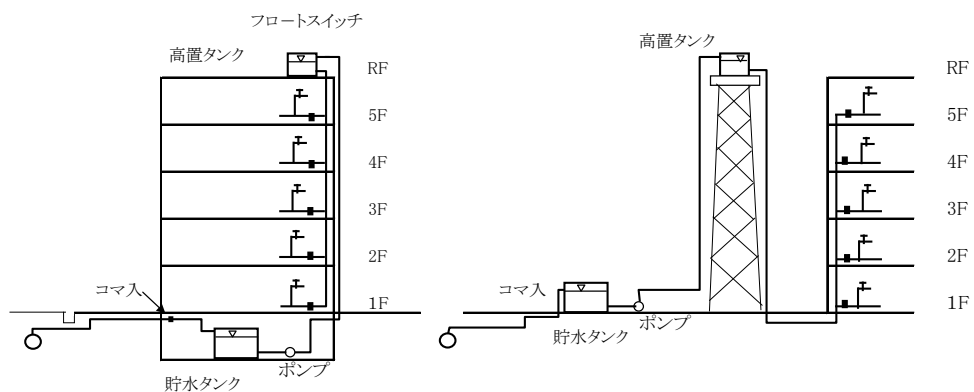 フロートスイッチ
高置タンク
RF
5F
4F
3F
2F
コマ入
1F
ポンプ
貯水タンク
高置タンク
RF
5F
4F
3F
2F
コマ入
1F
ポンプ
貯水タンク